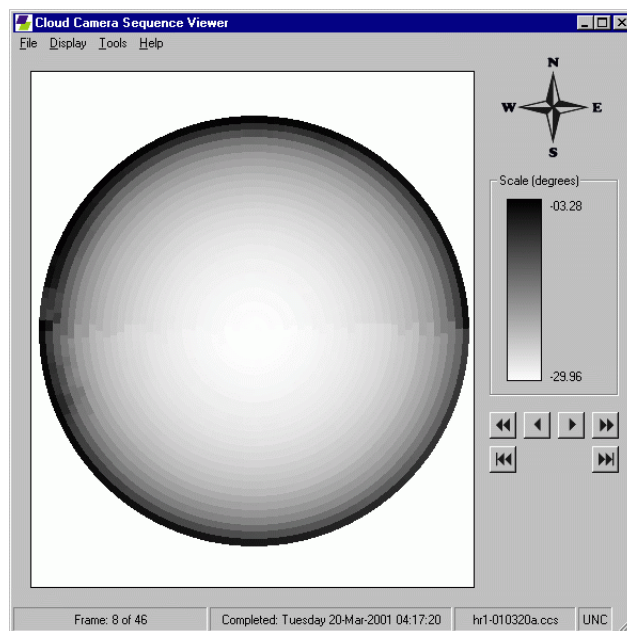 Cloud Camera Sequence Viewer
File Display Tools Help
N
W E
S
Scale (degrees)
-03.28
-29.96
Frame: 8 of 46 Completed: Tuesday 20-Mar-2001 04:17:20 hr1-010320a.ccs UNC